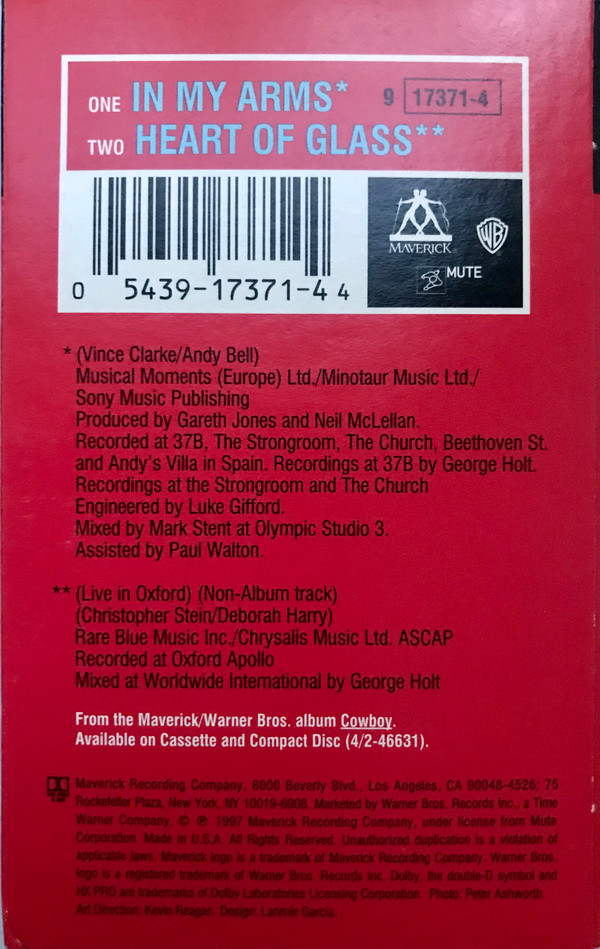 ONE IN MY ARMS* 9 17371-4
TWO HEART OF GLASS**
MAVERICK
WB
MUTE
0 5439-17371-4 4
* (Vince Clarke/Andy Bell)
Musical Moments (Europe) Ltd./Minotaur Music Ltd./
Sony Music Publishing
Produced by Gareth Jones and Neil McLellan.
Recorded at 37B, The Strongroom, The Church, Beethoven St.
and Andy's Villa in Spain. Recordings at 37B by George Holt.
Recordings at the Strongroom and The Church
Engineered by Luke Gifford.
Mixed by Mark Stent at Olympic Studio 3.
Assisted by Paul Walton.
** (Live in Oxford) (Non-Album track)
(Christopher Stein/Deborah Harry)
Rare Blue Music Inc./Chrysalis Music Ltd. ASCAP
Recorded at Oxford Apollo
Mixed at Worldwide International by George Holt
From the Maverick/Warner Bros. album Cowboy.
Available on Cassette and Compact Disc (4/2-46631).
Maverick Recording Company, 8000 Beverly Blvd., Los Angeles, CA 90048-4526; 75
Rockefeller Plaza, New York, NY 10019-6908. Marketed by Warner Bros. Records Inc., a Time
Warner Company. © ℗ 1997 Maverick Recording Company, under license from Mute
Corporation. Made in U.S.A. All Rights Reserved. Unauthorized duplication is a violation of
applicable laws. Maverick logo is a trademark of Maverick Recording Company. Warner Bros.
logo is a registered trademark of Warner Bros. Records Inc. Dolby, the double-D symbol and
HX PRO are trademarks of Dolby Laboratories Licensing Corporation. Photo: Peter Ashworth
Art Direction: Kevin Reagan. Design: Larimie Garcia.